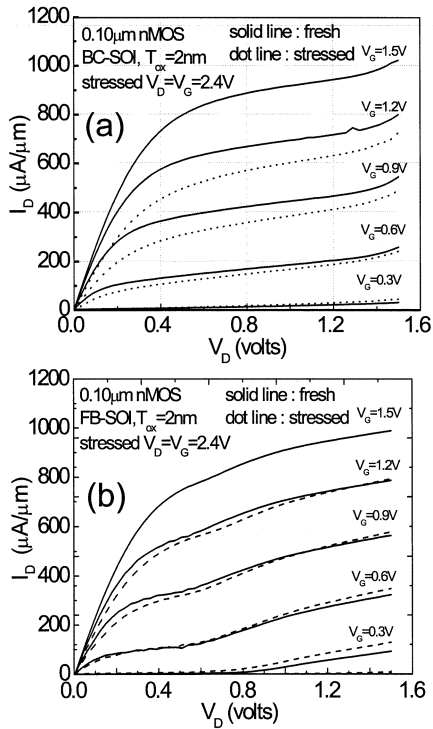 1200
0.10μm nMOS solid line : fresh
BC-SOI, Tox=2nm dot line : stressed
stressed VD=VG=2.4V
VG=1.5V
1000
(a)
VG=1.2V
800
VG=0.9V
600
VG=0.6V
400
VG=0.3V
200
0
ID (μA/μm)
0.0 0.4 0.8 1.2 1.6
VD (volts)
1200
0.10μm nMOS solid line : fresh
FB-SOI,Tox=2nm dot line : stressed
stressed VD=VG=2.4V
VG=1.5V
1000
(b)
VG=1.2V
800
VG=0.9V
600
VG=0.6V
400
VG=0.3V
200
0
ID (μA/μm)
0.0 0.4 0.8 1.2 1.6
VD (volts)